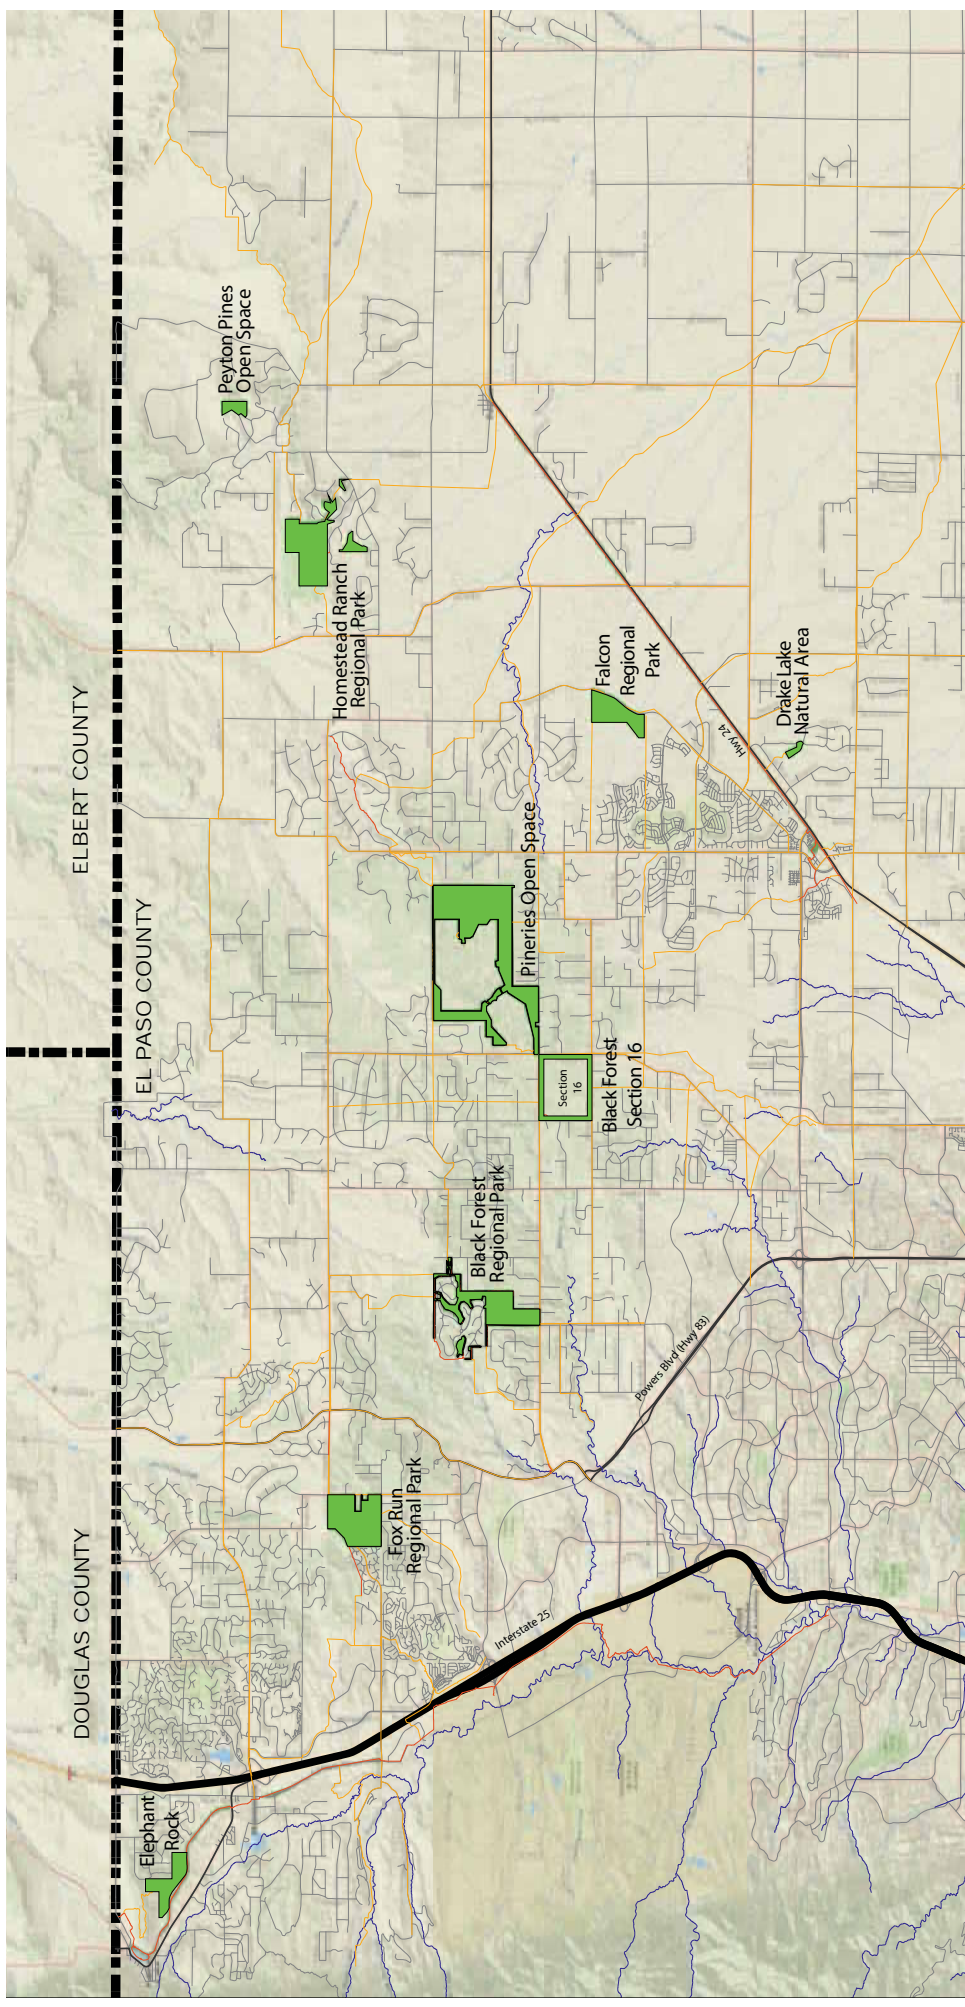 DOUGLAS COUNTY
ELBERT COUNTY
EL PASO COUNTY
Elephant
Rock
Peyton Pines
Open Space
Homestead Ranch
Regional Park
Fox Run
Regional Park
Black Forest
Regional Park
Section
16
Black Forest
Section 16
Pineries Open Space
Falcon
Regional
Park
Drake Lake
Natural Area
Interstate 25
Powers Blvd (Hwy 83)
Hwy 24